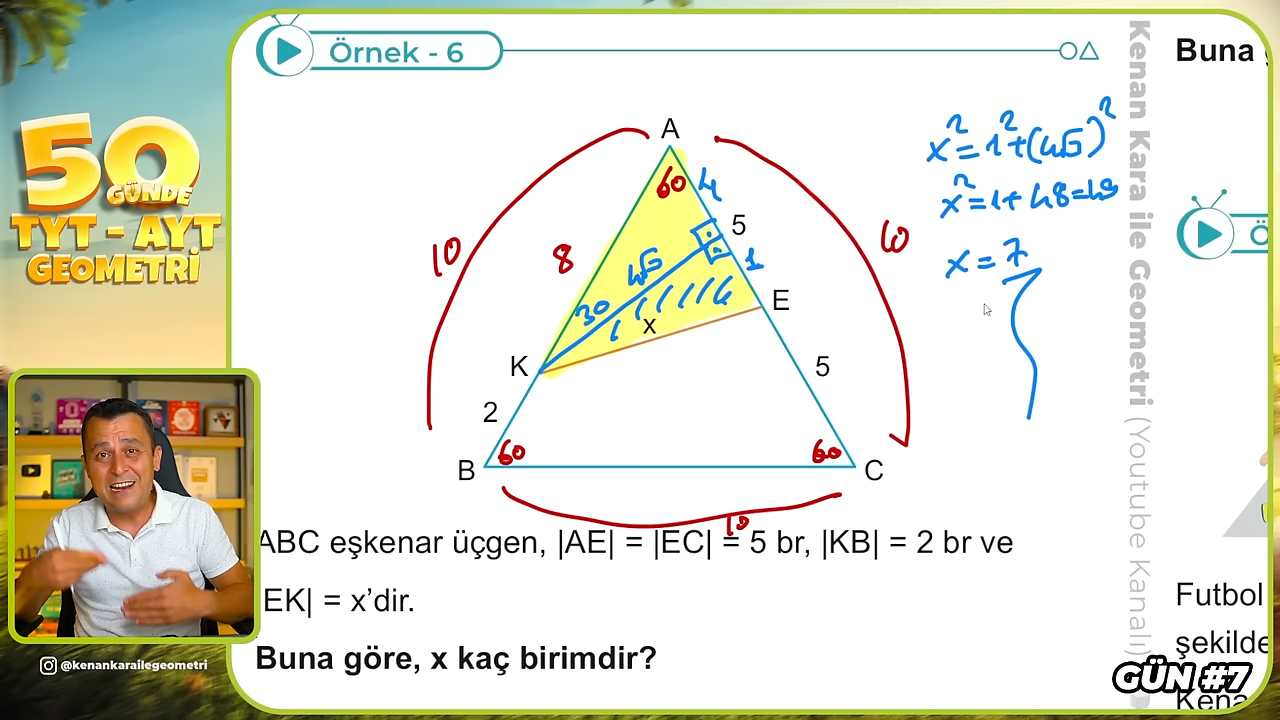 50
GÜNDE
TYT - AYT
GEOMETRİ
@kenankarailegeometri
Örnek - 6
A
60
4
5
1
E
5
10
8
30
4√3
x
K
2
B
60
60
C
10
10
x² = 1² + (4√3)²
x² = 1 + 48 = 49
x = 7
ABC eşkenar üçgen, |AE| = |EC| = 5 br, |KB| = 2 br ve
EK| = x'dir.
Buna göre, x kaç birimdir?
Kenan Kara ile Geometri (Youtube Kanalı)
Buna
Ö
Futbol
şekilde
Kena
GÜN #7